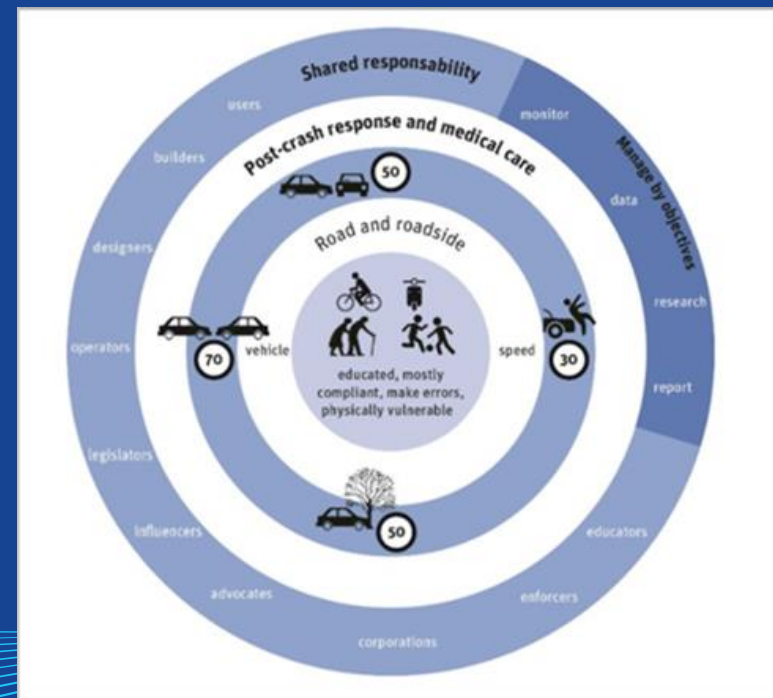 Shared responsability
users
builders
designers
operators
legislators
influencers
advocates
corporations
enforcers
educators
Manage by objectives
monitor
data
research
report
Post-crash response and medical care
50
70
30
50
Road and roadside
vehicle
speed
educated, mostly
compliant, make errors,
physically vulnerable